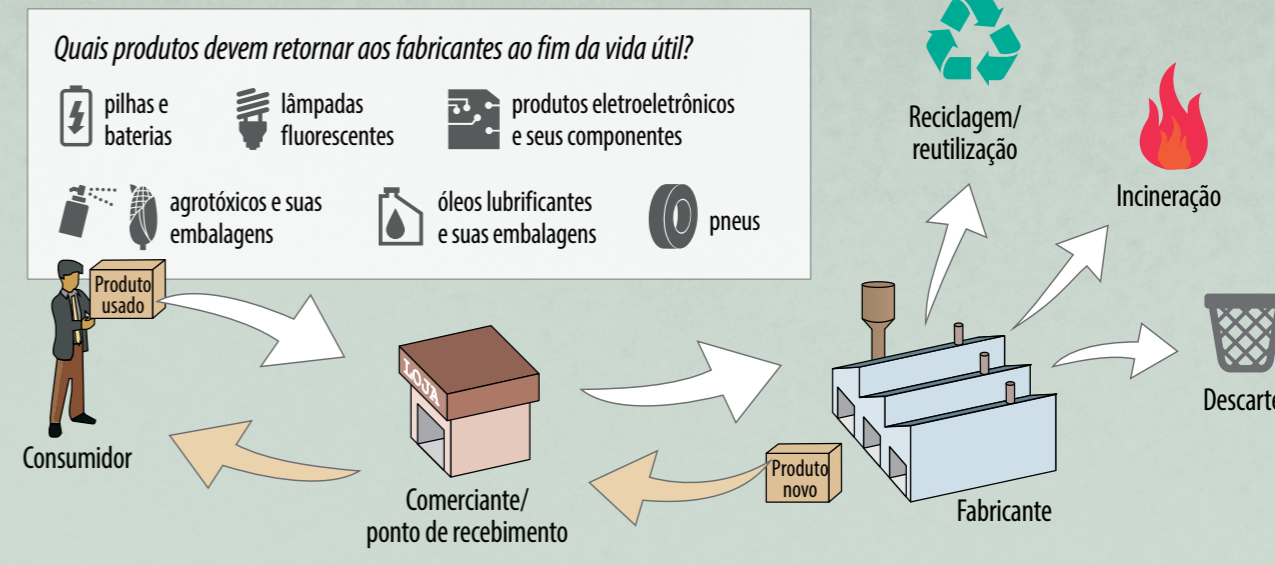 Quais produtos devem retornar aos fabricantes ao fim da vida útil?
pilhas e
baterias
lâmpadas
fluorescentes
produtos eletroeletrônicos
e seus componentes
agrotóxicos e suas
embalagens
óleos lubrificantes
e suas embalagens
pneus
Reciclagem/
reutilização
Incineração
Descarte
Produto
usado
Consumidor
LOJA
Comerciante/
ponto de recebimento
Produto
novo
Fabricante